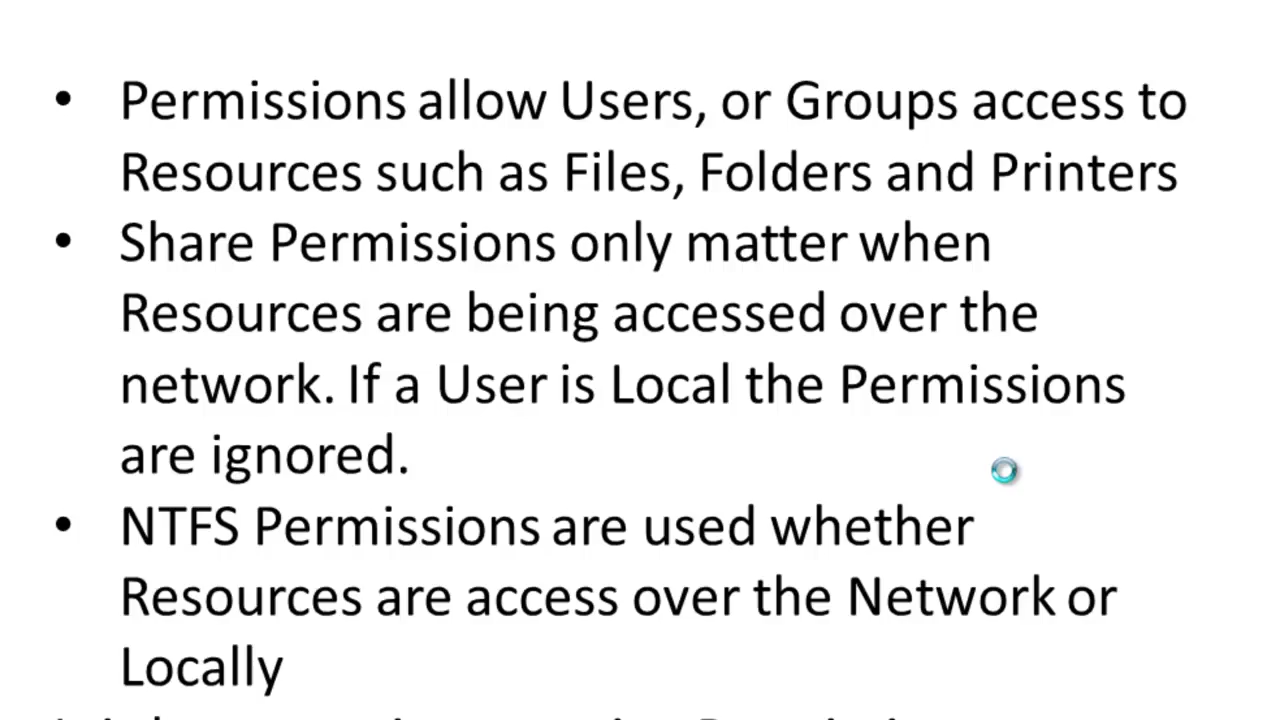 • Permissions allow Users, or Groups access to
Resources such as Files, Folders and Printers
• Share Permissions only matter when
Resources are being accessed over the
network. If a User is Local the Permissions
are ignored.
• NTFS Permissions are used whether
Resources are access over the Network or
Locally